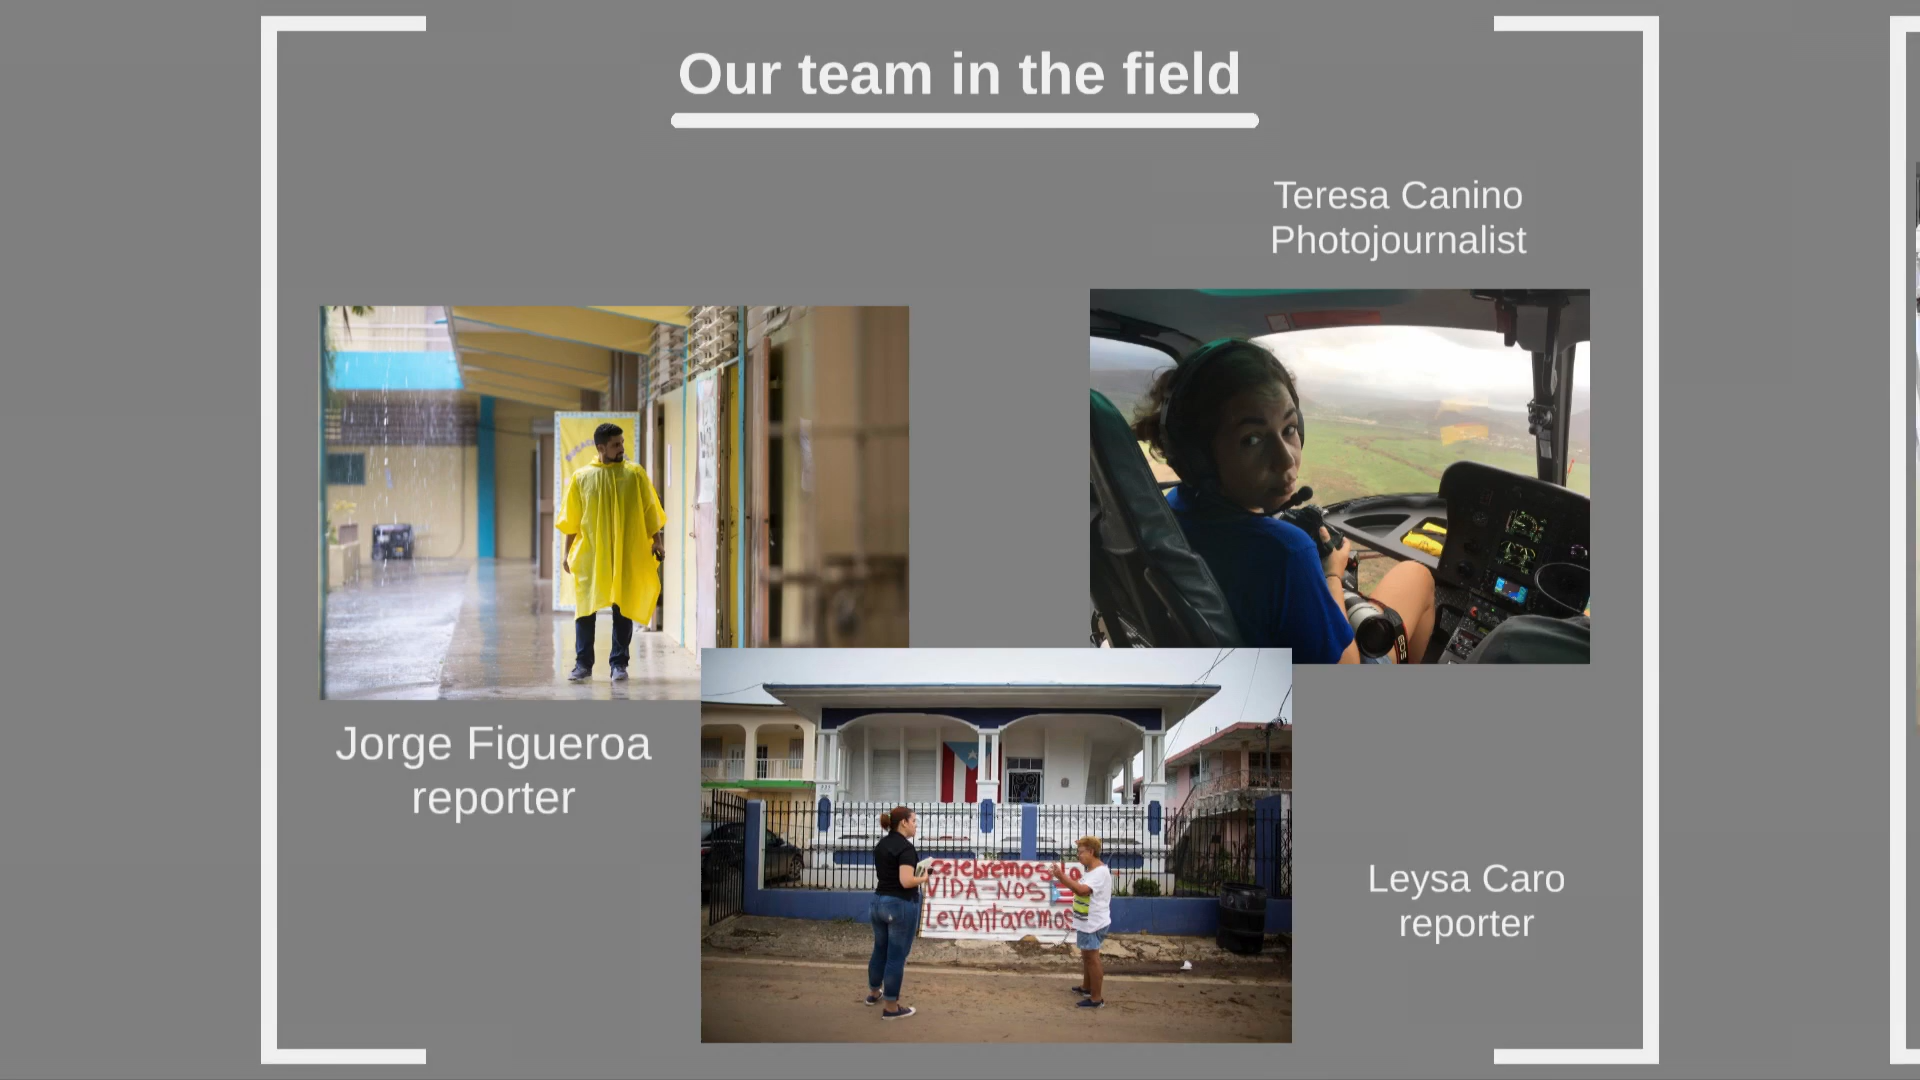 Our team in the field
Teresa Canino
Photojournalist
Jorge Figueroa
reporter
celebremos la
VIDA-NOS
Levantaremos
Leysa Caro
reporter